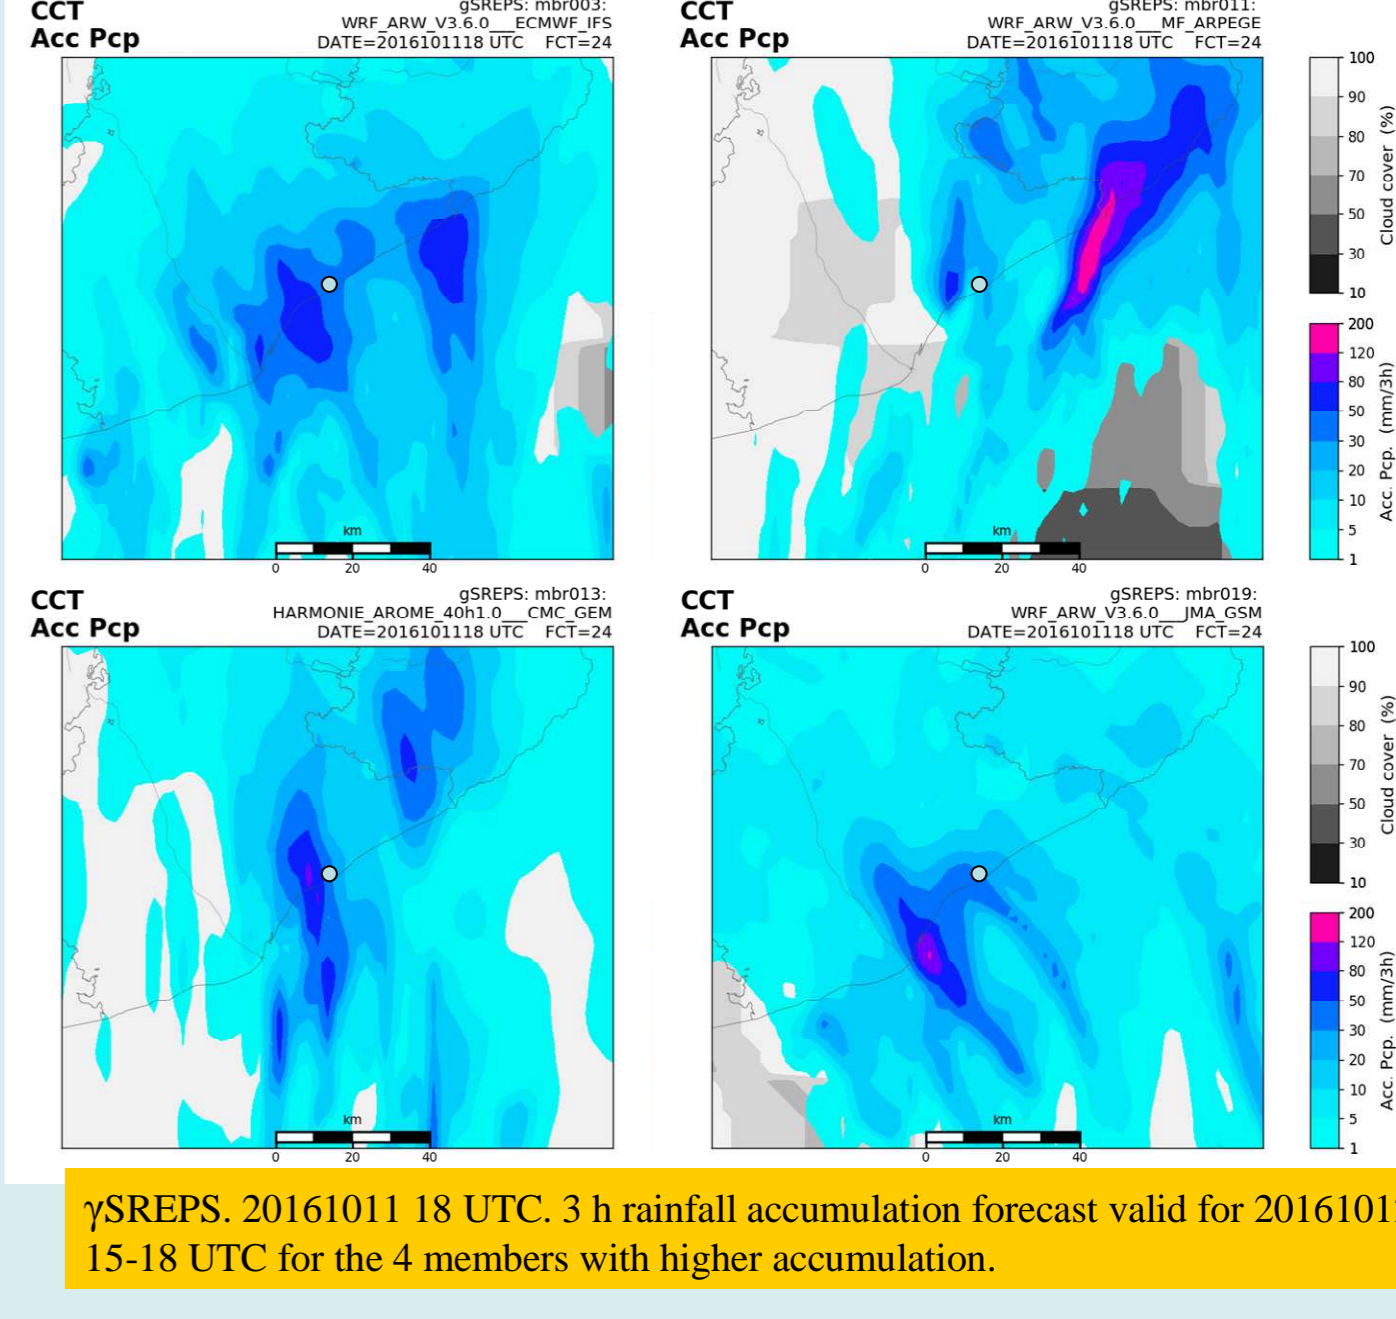 CCT
Acc Pcp
gSREPS: mbr003:
WRF_ARW_V3.6.0___ECMWF_IFS
DATE=2016101118 UTC FCT=24
km
0 20 40
CCT
Acc Pcp
gSREPS: mbr011:
WRF_ARW_V3.6.0___MF_ARPEGE
DATE=2016101118 UTC FCT=24
km
0 20 40
100
90
80
70
50
30
10
Cloud cover (%)
200
120
80
50
30
20
10
5
1
Acc. Pcp. (mm/3h)
CCT
Acc Pcp
gSREPS: mbr013:
HARMONIE_AROME_40h1.0___CMC_GEM
DATE=2016101118 UTC FCT=24
km
0 20 40
CCT
Acc Pcp
gSREPS: mbr019:
WRF_ARW_V3.6.0___JMA_GSM
DATE=2016101118 UTC FCT=24
km
0 20 40
100
90
80
70
50
30
10
Cloud cover (%)
200
120
80
50
30
20
10
5
1
Acc. Pcp. (mm/3h)
γSREPS. 20161011 18 UTC. 3 h rainfall accumulation forecast valid for
15-18 UTC for the 4 members with higher accumulation.